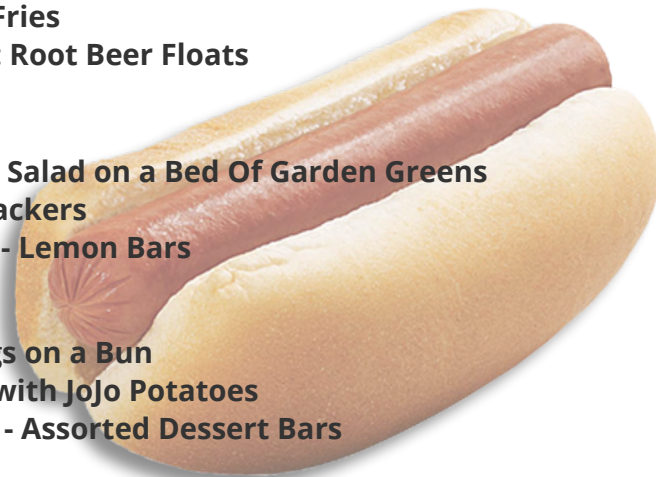 Fries
Root Beer Floats
Salad on a Bed Of Garden Greens
- Lemon Bars
on a Bun
with JoJo Potatoes
- Assorted Dessert Bars